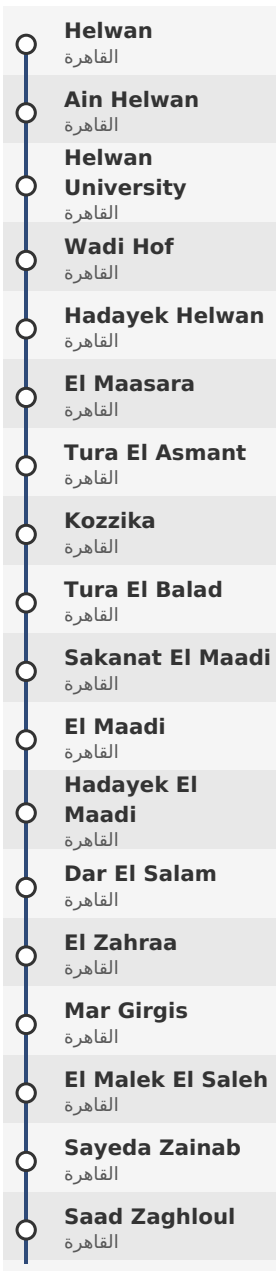 Helwan
القاهرة
Ain Helwan
القاهرة
Helwan
University
القاهرة
Wadi Hof
القاهرة
Hadayek Helwan
القاهرة
El Maasara
القاهرة
Tura El Asmant
القاهرة
Kozzika
القاهرة
Tura El Balad
القاهرة
Sakanat El Maadi
القاهرة
El Maadi
القاهرة
Hadayek El
Maadi
القاهرة
Dar El Salam
القاهرة
El Zahraa
القاهرة
Mar Girgis
القاهرة
El Malek El Saleh
القاهرة
Sayeda Zainab
القاهرة
Saad Zaghloul
القاهرة